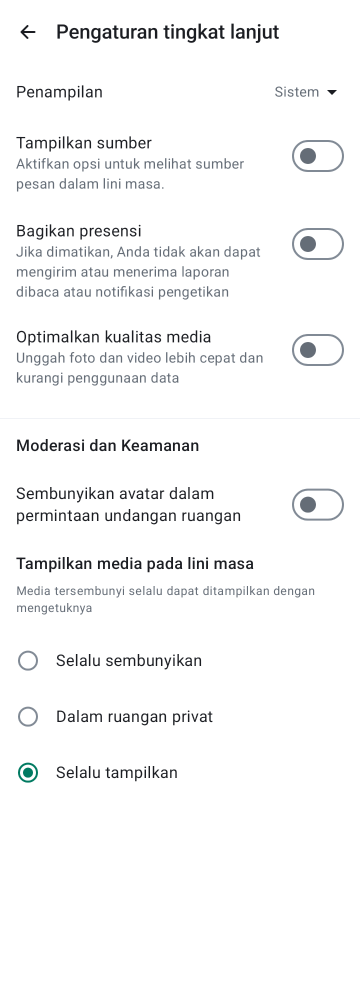 Pengaturan tingkat lanjut
Penampilan
Sistem
Tampilkan sumber
Aktifkan opsi untuk melihat sumber
pesan dalam lini masa.
Bagikan presensi
Jika dimatikan, Anda tidak akan dapat
mengirim atau menerima laporan
dibaca atau notifikasi pengetikan
Optimalkan kualitas media
Unggah foto dan video lebih cepat dan
kurangi penggunaan data
Moderasi dan Keamanan
Sembunyikan avatar dalam
permintaan undangan ruangan
Tampilkan media pada lini masa
Media tersembunyi selalu dapat ditampilkan dengan
mengetuknya
Selalu sembunyikan
Dalam ruangan privat
Selalu tampilkan